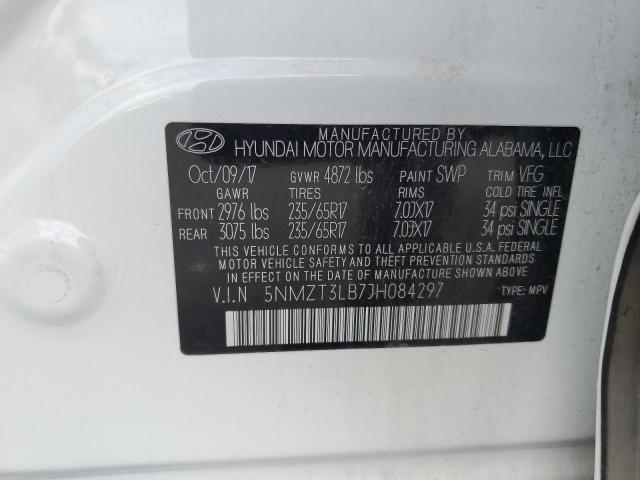 MANUFACTURED BY
HYUNDAI MOTOR MANUFACTURING ALABAMA, LLC
Oct/09/17 GVWR 4872 lbs PAINT SWP TRIM VFG
GAWR TIRES RIMS COLD TIRE INFL.
FRONT 2976 lbs 235/65R17 7.0JX17 34 psi SINGLE
REAR 3075 lbs 235/65R17 7.0JX17 34 psi SINGLE
THIS VEHICLE CONFORMS TO ALL APPLICABLE U.S.A. FEDERAL
MOTOR VEHICLE SAFETY AND THEFT PREVENTION STANDARDS
IN EFFECT ON THE DATE OF MANUFACTURE SHOWN ABOVE.
V.I.N 5NMZT3LB7JH084297
TYPE: MPV